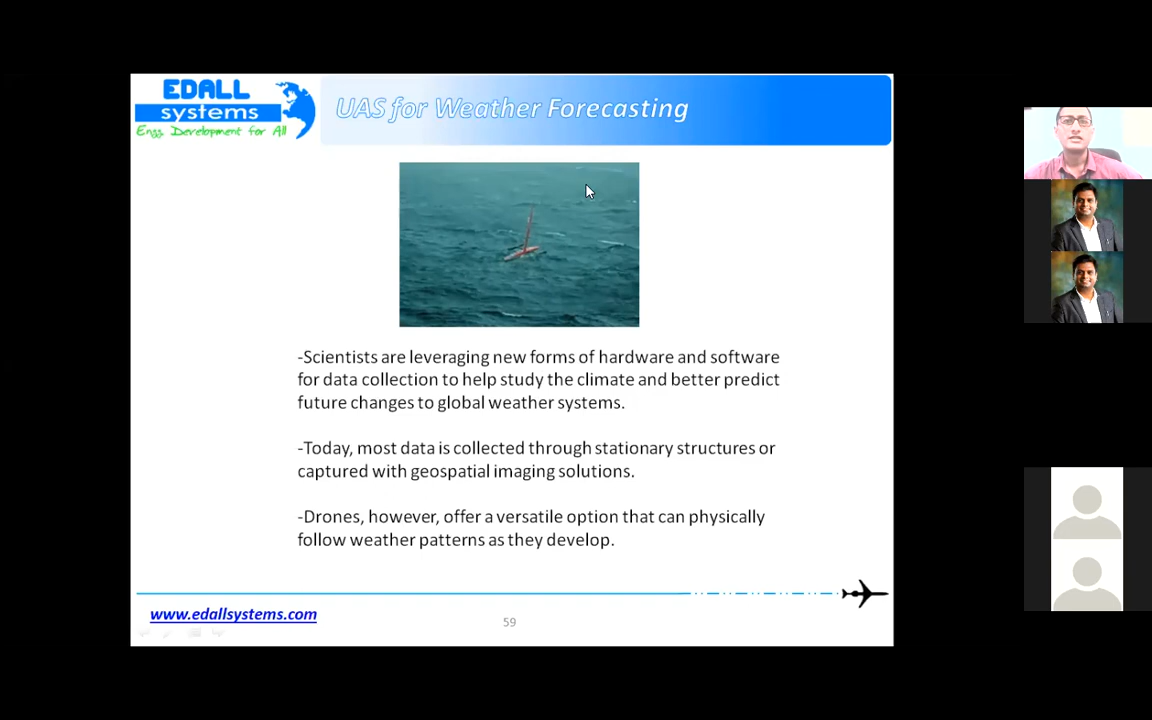 EDALL
systems
Engg. Development for All
UAS for Weather Forecasting
-Scientists are leveraging new forms of hardware and software
for data collection to help study the climate and better predict
future changes to global weather systems.
-Today, most data is collected through stationary structures or
captured with geospatial imaging solutions.
-Drones, however, offer a versatile option that can physically
follow weather patterns as they develop.
www.edallsystems.com
59